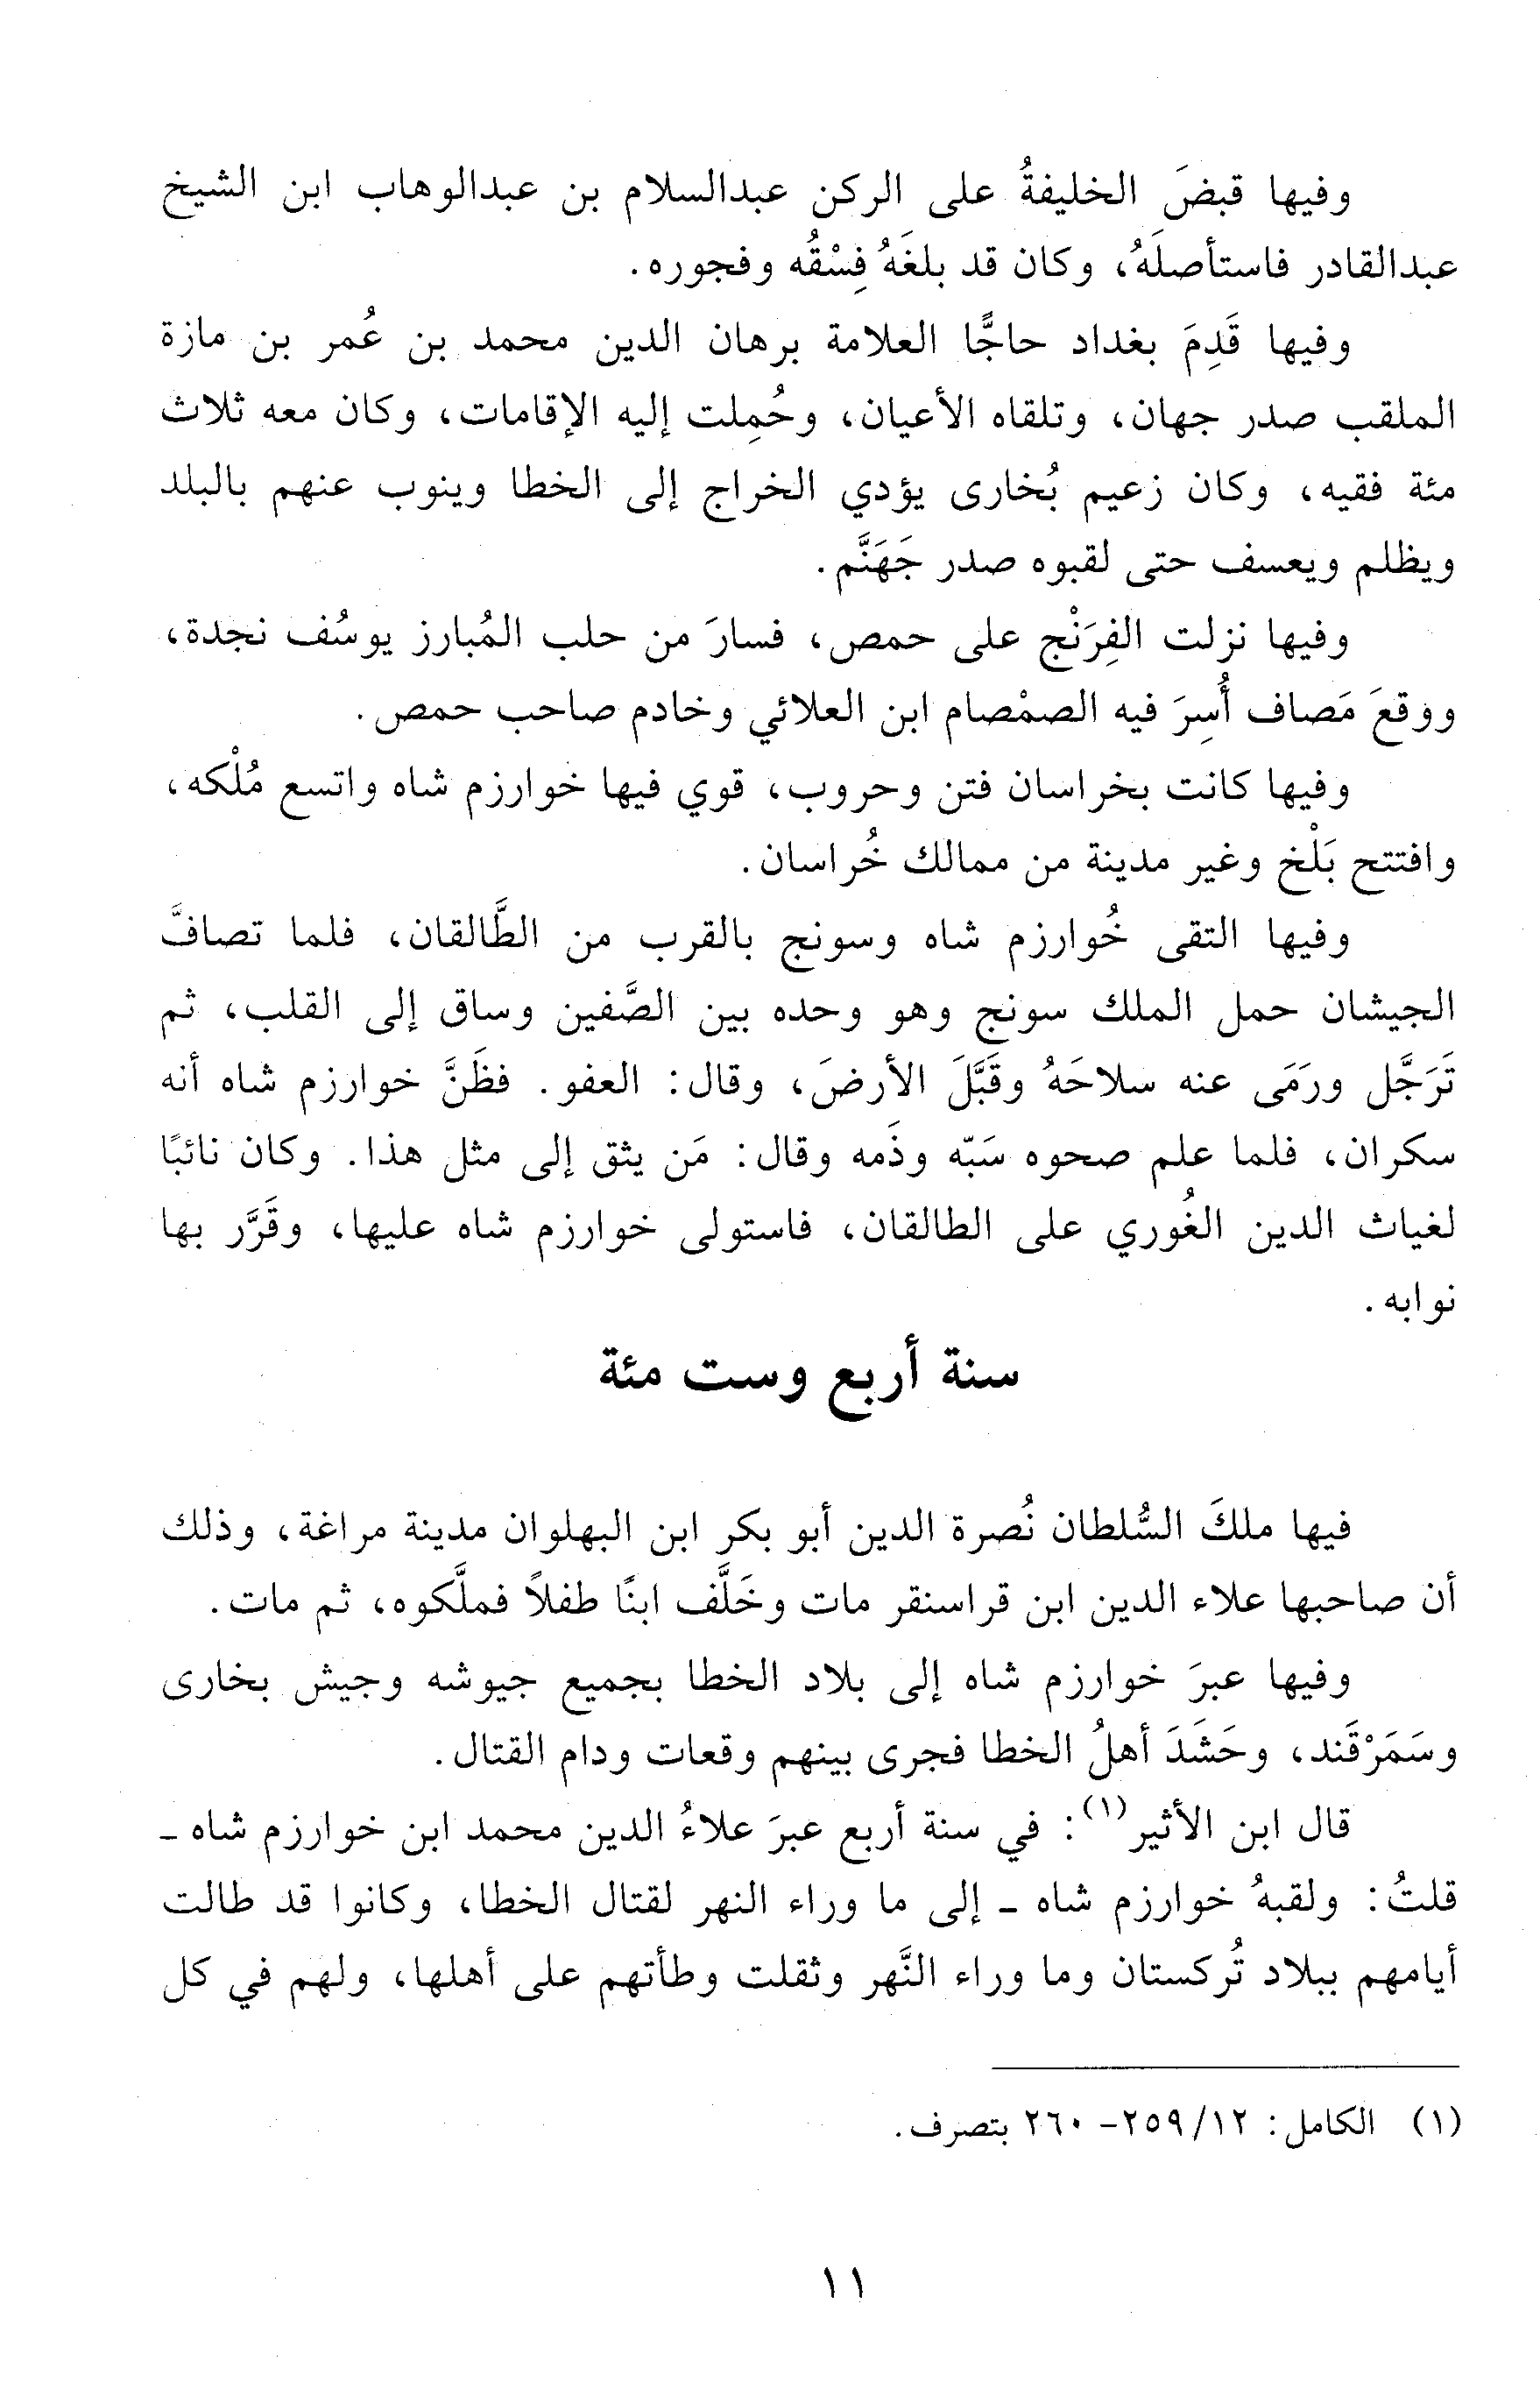 وفيها قبضَ الخليفةُ على الركن عبدالسلام بن عبدالوهاب ابن الشيخ
عبدالقادر فاستأصلَهُ، وكان قد بلغَهُ فِسْقُه وفجوره.
وفيها قَدِمَ بغداد حاجًّا العلامة برهان الدين محمد بن عُمر بن مازة
الملقب صدر جهان، وتلقاه الأعيان، وحُمِلت إليه الإقامات، وكان معه ثلاث
مئة فقيه، وكان زعيم بُخارى يؤدي الخراج إلى الخطا وينوب عنهم بالبلد
ويظلم ويعسف حتى لقبوه صدر جَهَنَّم.
وفيها نزلت الفِرَنْج على حمص، فسارَ من حلب المُبارز يوسُف نجدة،
ووقعَ مَصاف أُسِرَ فيه الصمْصام ابن العلائي وخادم صاحب حمص.
وفيها كانت بخراسان فتن وحروب، قوي فيها خوارزم شاه واتسع مُلْكه،
وافتتح بَلْخ وغير مدينة من ممالك خُراسان.
وفيها التقى خُوارزم شاه وسونج بالقرب من الطَّالقان، فلما تصافَّ
الجيشان حمل الملك سونج وهو وحده بين الصَّفين وساق إلى القلب، ثم
تَرَجَّل ورَمَى عنه سلاحَهُ وقَبَّلَ الأرضَ، وقال: العفو. فظَنَّ خوارزم شاه أنه
سكران، فلما علم صحوه سَبّه وذَمه وقال: مَن يثق إلى مثل هذا. وكان نائبًا
لغياث الدين الغُوري على الطالقان، فاستولى خوارزم شاه عليها، وقَرَّر بها
نوابه.
سنة أربع وست مئة
فيها ملكَ السُّلطان نُصرة الدين أبو بكر ابن البهلوان مدينة مراغة، وذلك
أن صاحبها علاء الدين ابن قراسنقر مات وخَلَّف ابنًا طفلاً فملَّكوه، ثم مات.
وفيها عبرَ خوارزم شاه إلى بلاد الخطا بجميع جيوشه وجيش بخارى
وسَمَرْقَند، وحَشَدَ أهلُ الخطا فجرى بينهم وقعات ودام القتال.
قال ابن الأثير(١): في سنة أربع عبرَ علاءُ الدين محمد ابن خوارزم شاه -
قلتُ: ولقبهُ خوارزم شاه - إلى ما وراء النهر لقتال الخطا، وكانوا قد طالت
أيامهم ببلاد تُركستان وما وراء النَّهر وثقلت وطأتهم على أهلها، ولهم في كل
(١) الكامل: ١٢/ ٢٥٩- ٢٦٠ بتصرف.
١١